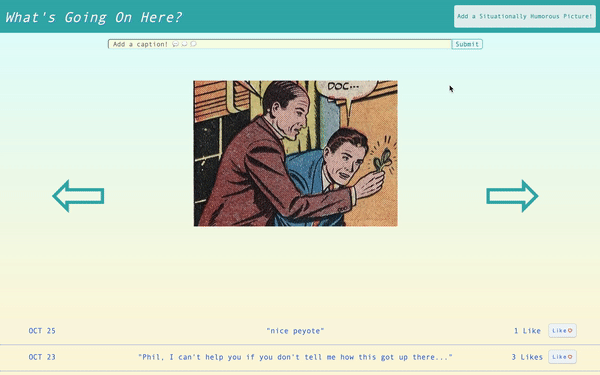 What's Going On Here?
Add a Situationally Humorous Picture!
Add a caption!
Submit
DOC...
OCT 25
"nice peyote"
1 Like
Like
OCT 23
"Phil, I can't help you if you don't tell me how this got up there..."
3 Likes
Like